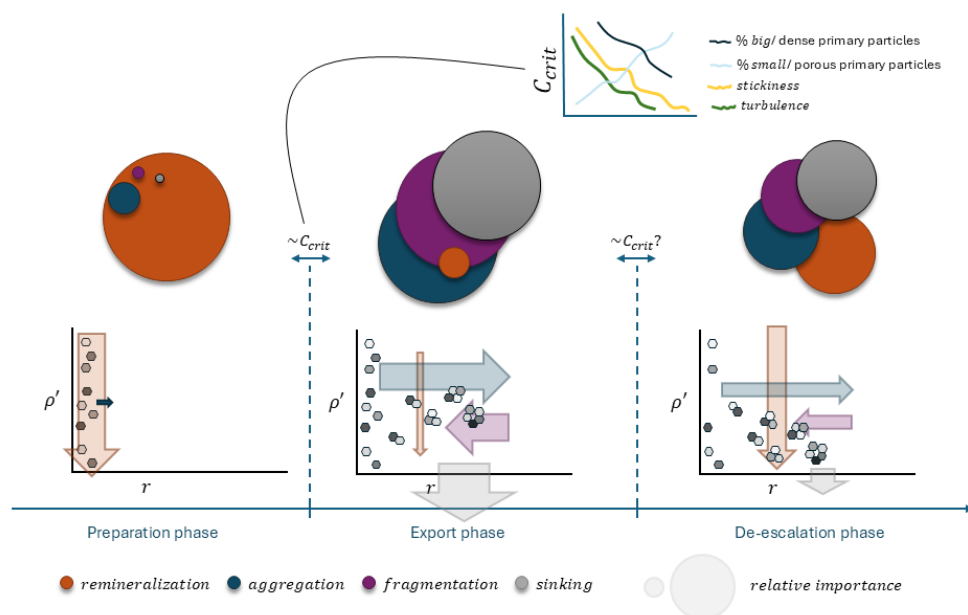 C_crit
% big/ dense primary particles
% small/ porous primary particles
stickiness
turbulence
~C_crit
~C_crit?
ρ′
r
ρ′
r
ρ′
r
Preparation phase
Export phase
De-escalation phase
remineralization
aggregation
fragmentation
sinking
relative importance